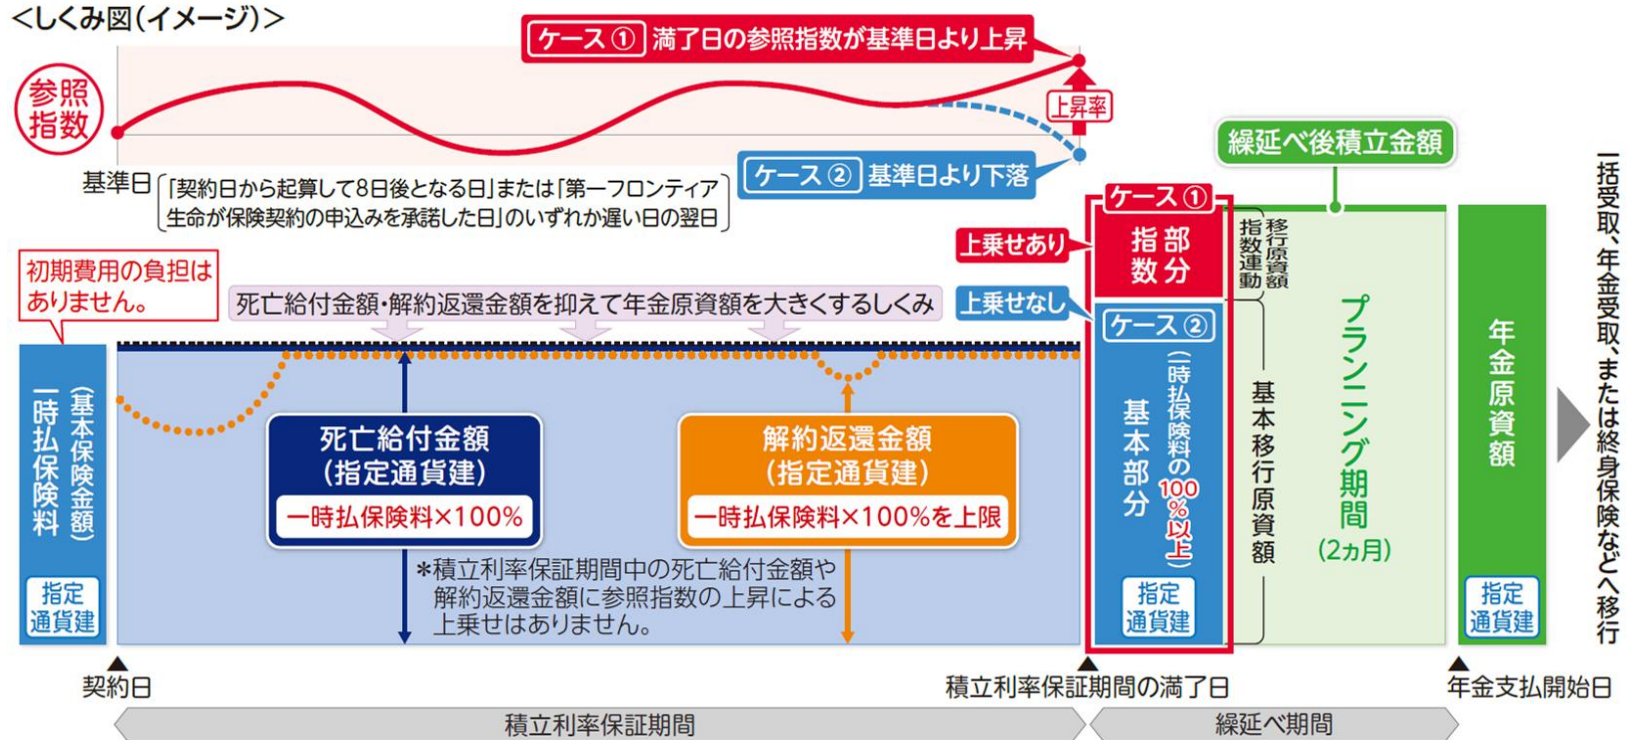 ＜しくみ図(イメージ)＞
ケース① 満了日の参照指数が基準日より上昇
参照
指数
上昇率
ケース② 基準日より下落
基準日
「契約日から起算して8日後となる日」または「第一フロンティア
生命が保険契約の申込みを承諾した日」のいずれか遅い日の翌日
繰延べ後積立金額
初期費用の負担は
ありません。
死亡給付金額・解約返還金額を抑えて年金原資額を大きくするしくみ
上乗せあり
上乗せなし
ケース①
指数
部分
ケース②
基本部分
(一時払保険料の100%以上)
指定
通貨建
指数連動
移行原資額
基本移行原資額
プランニング期間
(2ヵ月)
年金原資額
指定
通貨建
一括受取、年金受取、または終身保険などへ移行
一時払保険料
(基本保険金額)
指定
通貨建
死亡給付金額
(指定通貨建)
一時払保険料×100%
解約返還金額
(指定通貨建)
一時払保険料×100%を上限
＊積立利率保証期間中の死亡給付金額や
解約返還金額に参照指数の上昇による
上乗せはありません。
契約日
積立利率保証期間の満了日
年金支払開始日
積立利率保証期間
繰延べ期間